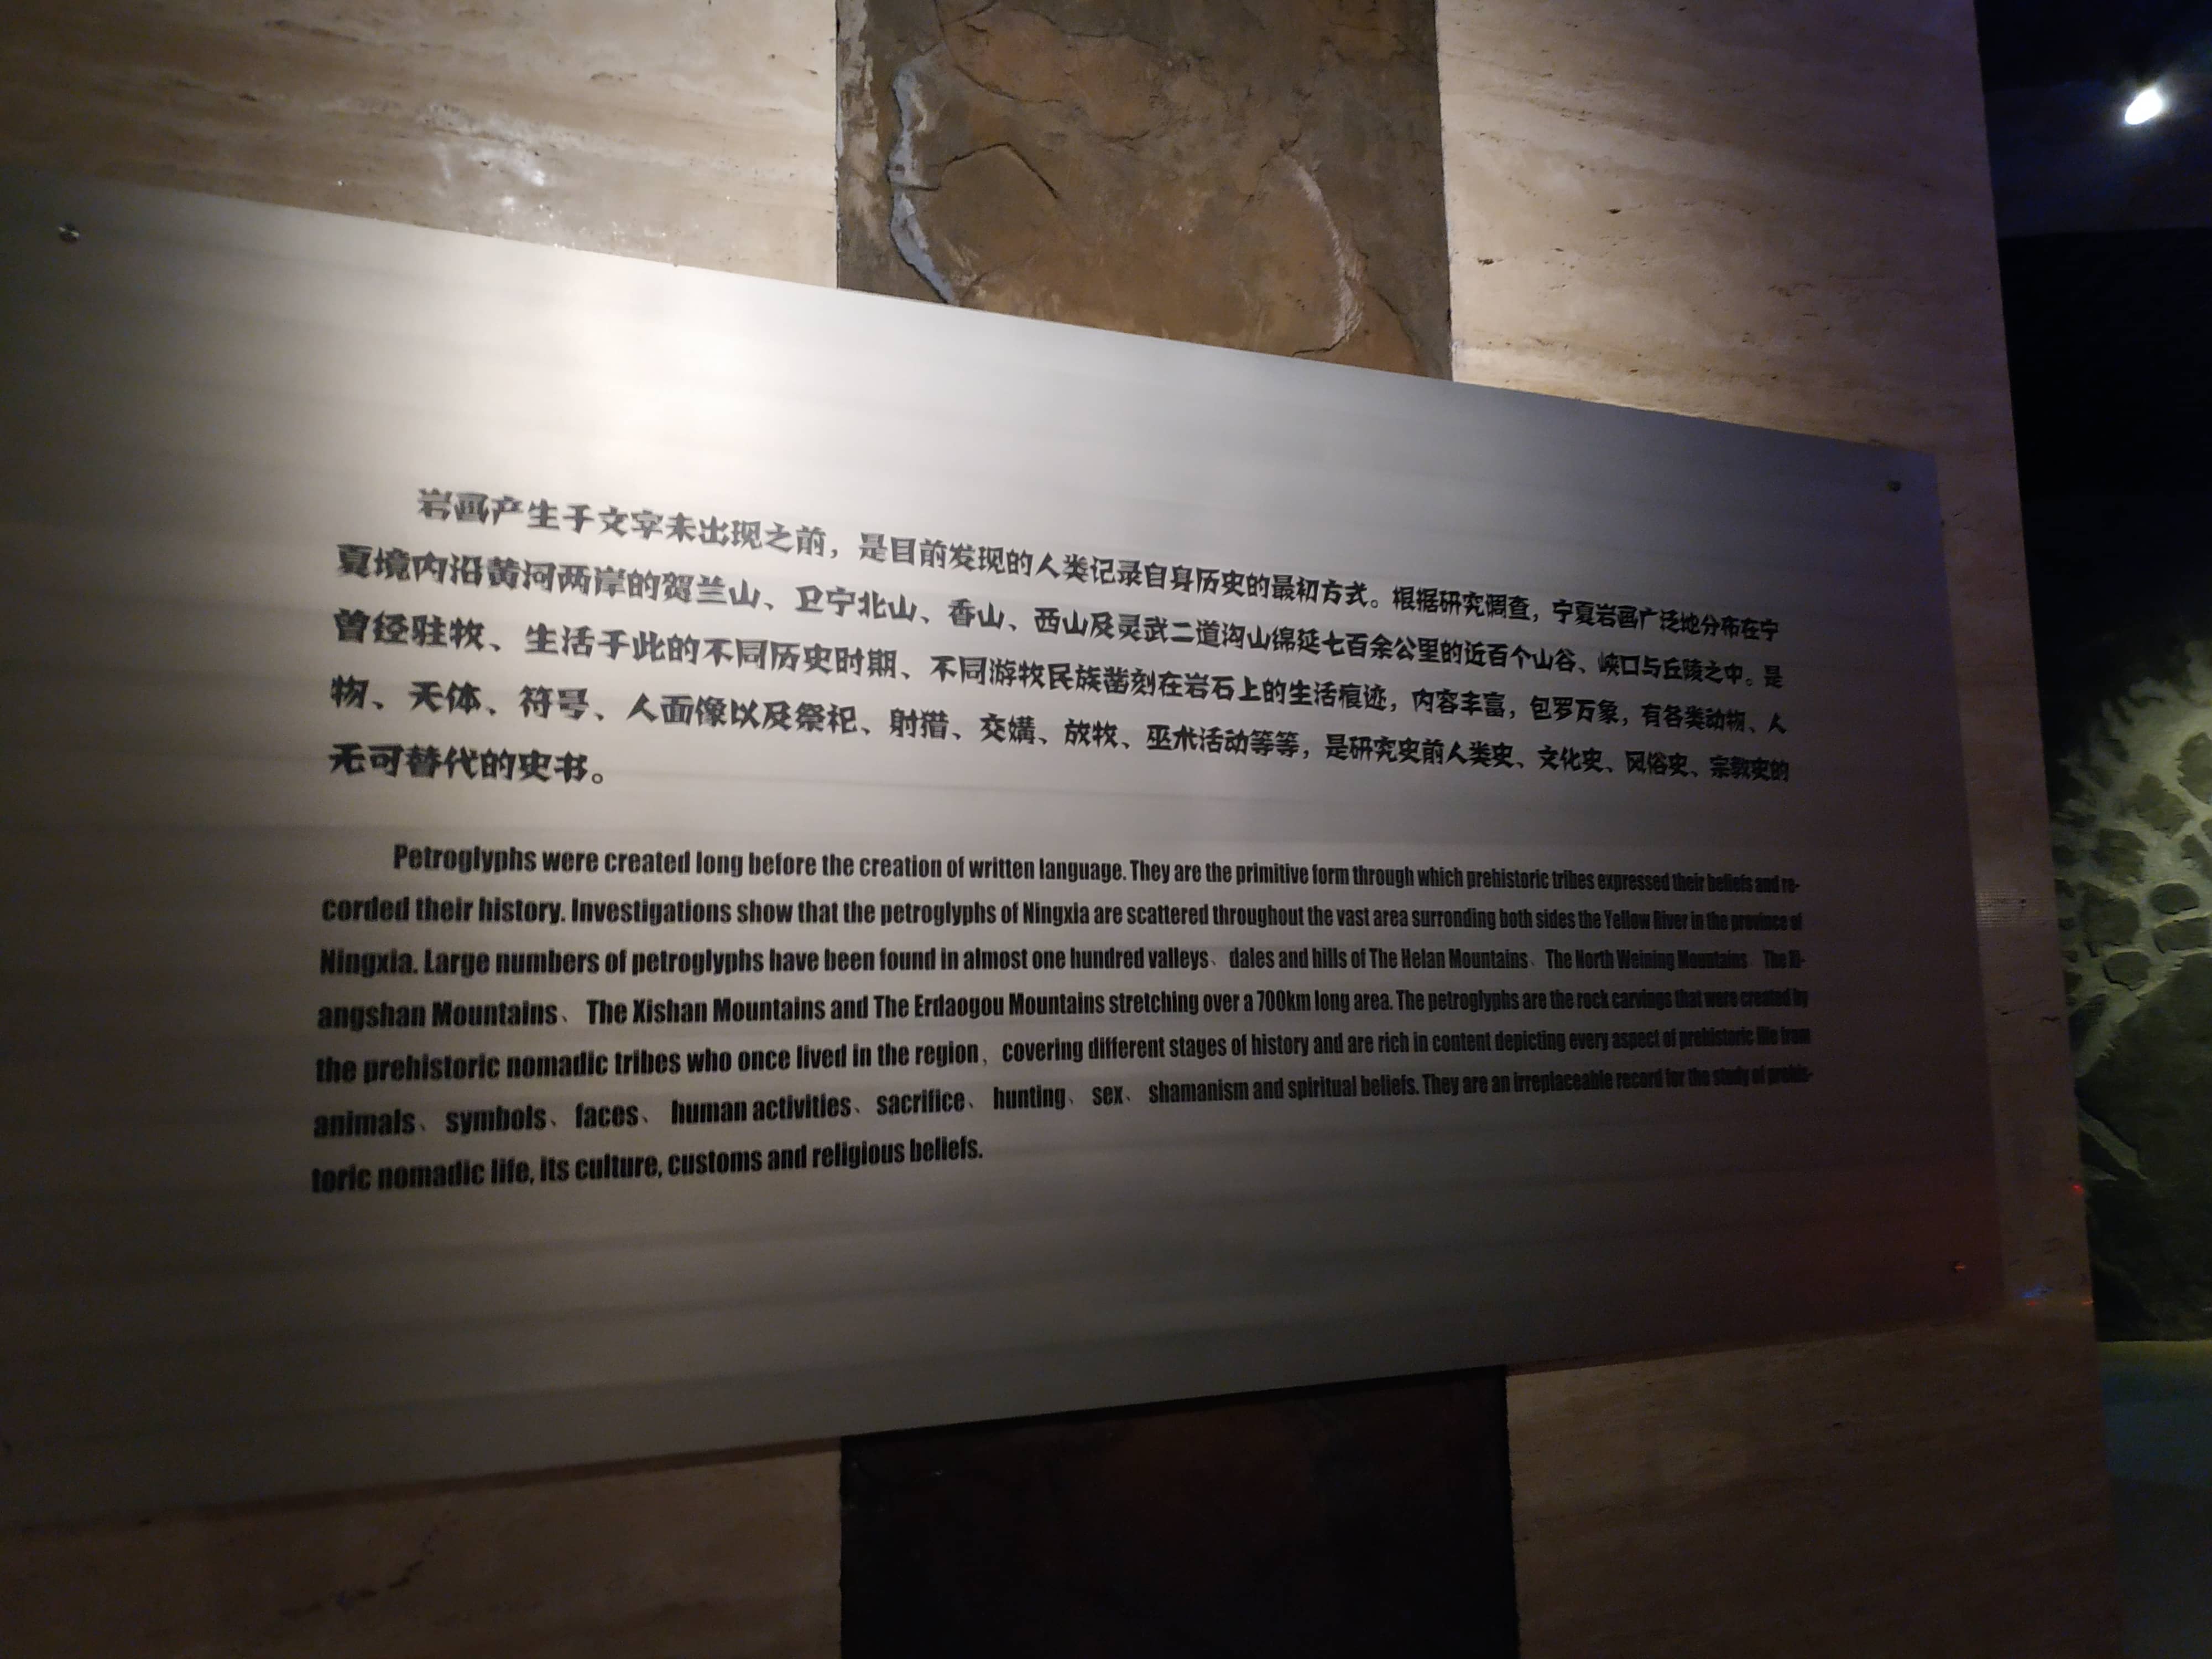 岩画产生于文字未出现之前，是目前发现的人类记录自身历史的最初方式。根据研究调查，宁夏岩画广泛地分布在宁
夏境内沿黄河两岸的贺兰山、卫宁北山、香山、西山及灵武二道沟山绵延七百余公里的近百个山谷、峡口与丘陵之中。是
曾经驻牧、生活于此的不同历史时期、不同游牧民族凿刻在岩石上的生活痕迹，内容丰富，包罗万象，有各类动物、人
物、天体、符号、人面像以及祭祀、射猎、交媾、放牧、巫术活动等等，是研究史前人类史、文化史、风俗史、宗教史的
无可替代的史书。
Petroglyphs were created long before the creation of written language. They are the primitive form through which prehistoric tribes expressed their beliefs and re-
corded their history. Investigations show that the petroglyphs of Ningxia are scattered throughout the vast area surronding both sides the Yellow River in the province of
Ningxia. Large numbers of petroglyphs have been found in almost one hundred valleys、dales and hills of The Helan Mountains、The North Weining Mountains、The Xi-
angshan Mountains、The Xishan Mountains and The Erdaogou Mountains stretching over a 700km long area. The petroglyphs are the rock carvings that were created by
the prehistoric nomadic tribes who once lived in the region，covering different stages of history and are rich in content depicting every aspect of prehistoric life from
animals、symbols、faces、human activities、sacrifice、hunting、sex、shamanism and spiritual beliefs. They are an irreplaceable record for the study of prehis-
toric nomadic life, its culture, customs and religious beliefs.